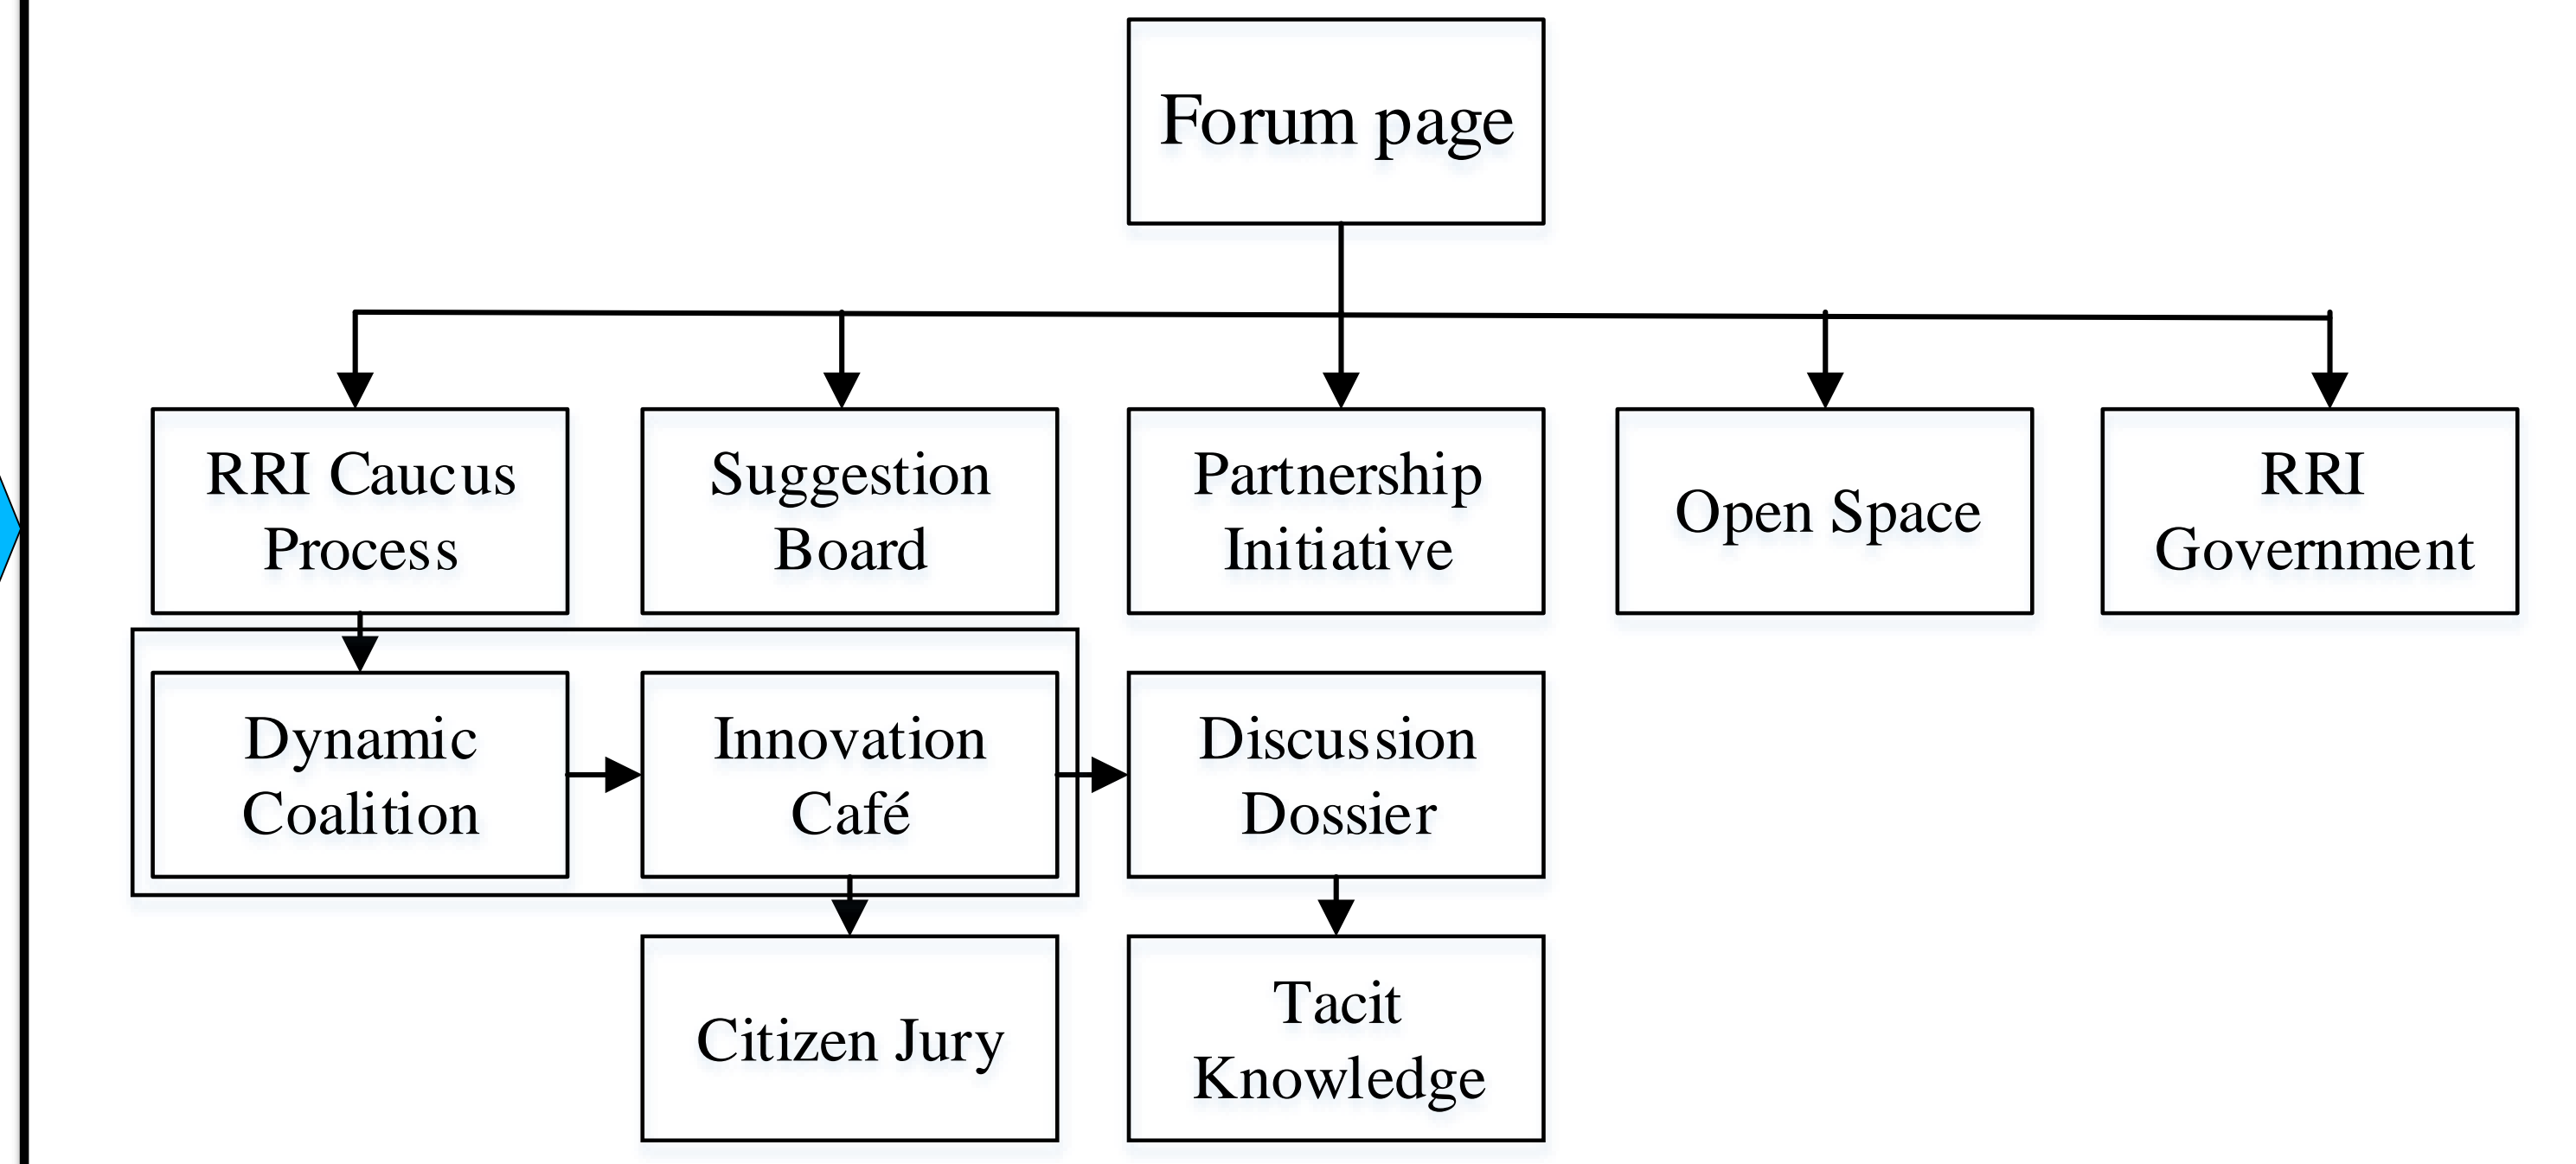 Forum page
RRI Caucus
Process
Suggestion
Board
Partnership
Initiative
Open Space
RRI
Government
Dynamic
Coalition
Innovation
Café
Discussion
Dossier
Citizen Jury
Tacit
Knowledge